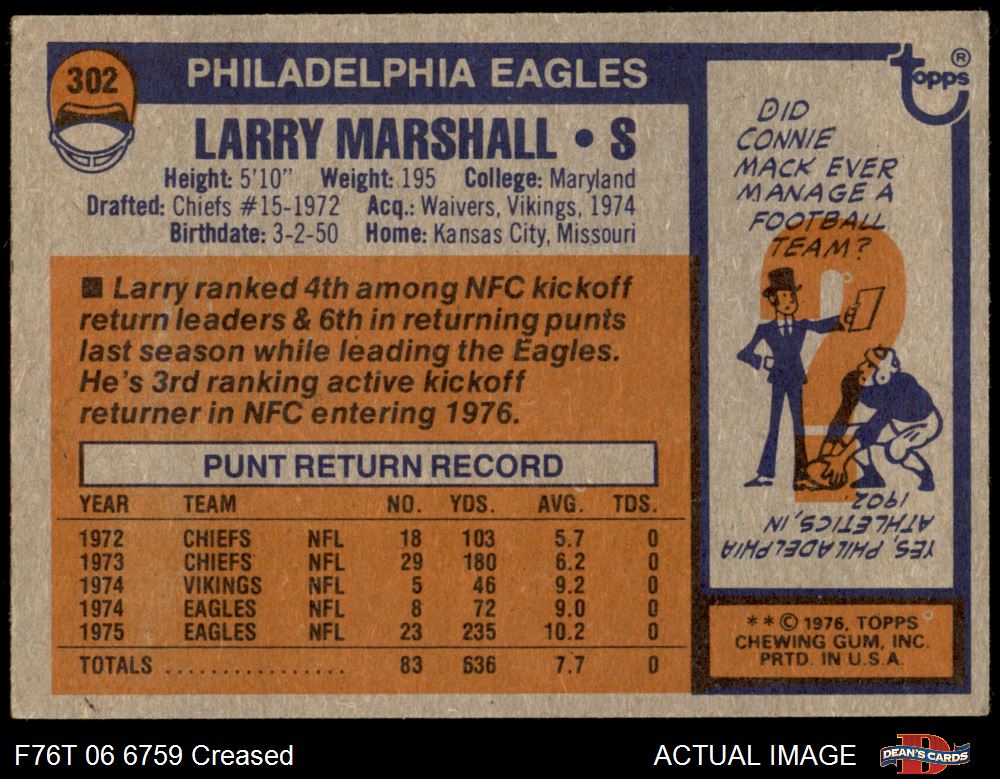 302
PHILADELPHIA EAGLES
LARRY MARSHALL • S
Height: 5'10" Weight: 195 College: Maryland
Drafted: Chiefs #15-1972 Acq.: Waivers, Vikings, 1974
Birthdate: 3-2-50 Home: Kansas City, Missouri
■ Larry ranked 4th among NFC kickoff
return leaders & 6th in returning punts
last season while leading the Eagles.
He's 3rd ranking active kickoff
returner in NFC entering 1976.
PUNT RETURN RECORD
YEAR TEAM NO. YDS. AVG. TDS.
1972 CHIEFS NFL 18 103 5.7 0
1973 CHIEFS NFL 29 180 6.2 0
1974 VIKINGS NFL 5 46 9.2 0
1974 EAGLES NFL 8 72 9.0 0
1975 EAGLES NFL 23 235 10.2 0
TOTALS ................ 83 636 7.7 0
topps ®
DID
CONNIE
MACK EVER
MANAGE A
FOOTBALL
TEAM?
2
YES, PHILADELPHIA
ATHLETICS, IN
1902
** © 1976, TOPPS
CHEWING GUM, INC.
PRTD. IN U.S.A.
F76T 06 6759 Creased
ACTUAL IMAGE
DEAN'S CARDS